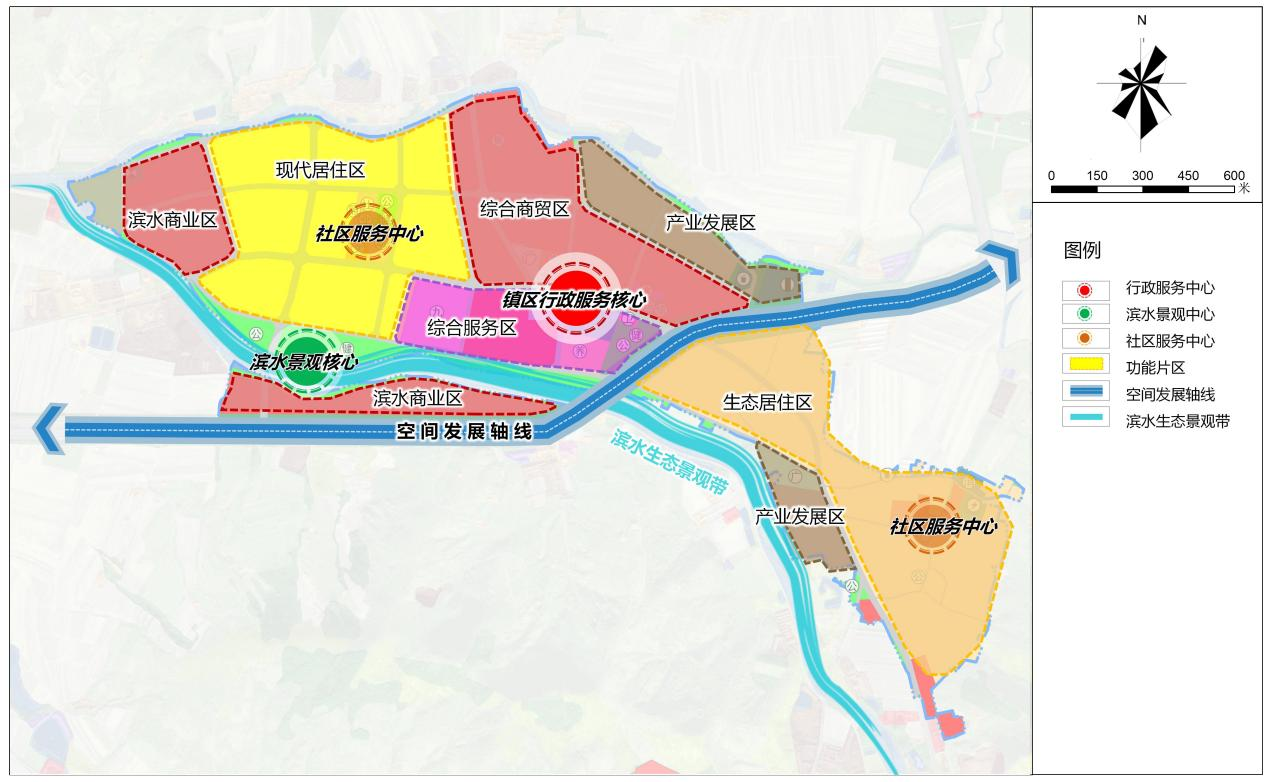 现代居住区
滨水商业区
社区服务中心
综合商贸区
产业发展区
镇区行政服务核心
综合服务区
公
滨水景观核心
滨水商业区
空间发展轴线
生态居住区
滨水生态景观带
产业发展区
社区服务中心
公
N
0 150 300 450 600
米
图例
行政服务中心
滨水景观中心
社区服务中心
功能片区
空间发展轴线
滨水生态景观带